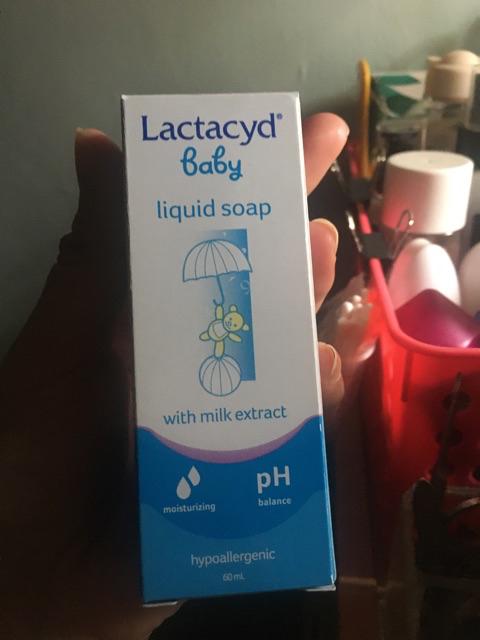 Lactacyd®
baby
liquid soap
with milk extract
moisturizing
pH
balance
hypoallergenic
60 mL